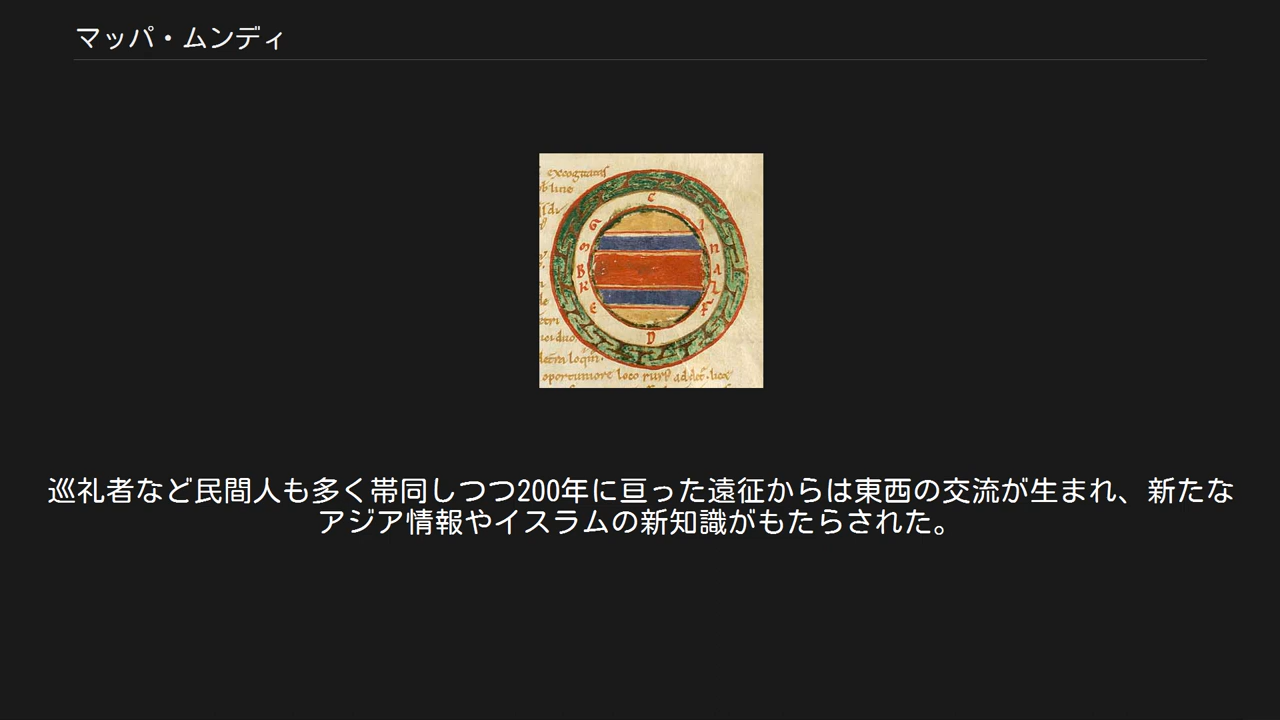 マッパ・ムンディ
exogitatis
C
D
B
K
E
oportuniore loco
巡礼者など民間人も多く帯同しつつ200年に亘った遠征からは東西の交流が生まれ、新たな
アジア情報やイスラムの新知識がもたらされた。